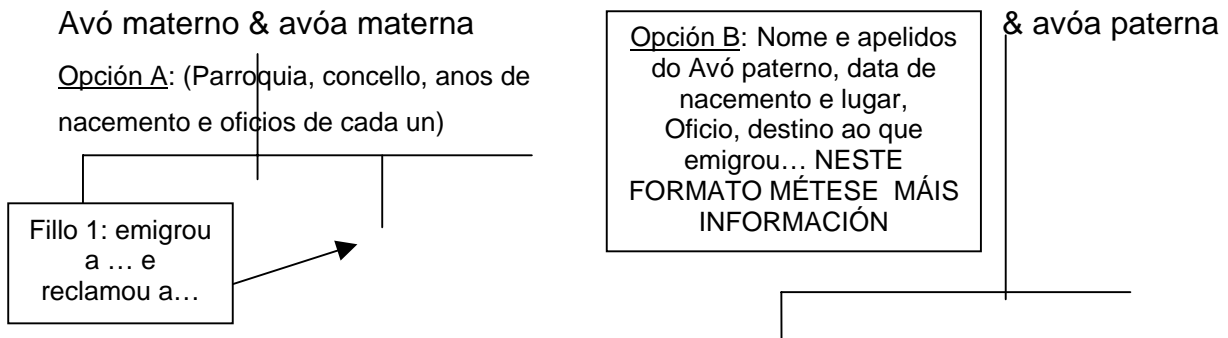 Avó materno & avóa materna
Opción A: (Parroquia, concello, anos de
nacemento e oficios de cada un)
Fillo 1: emigrou
a … e
reclamou a…
Opción B: Nome e apelidos
do Avó paterno, data de
nacemento e lugar,
Oficio, destino ao que
emigrou… NESTE
FORMATO MÉTESE MÁIS
INFORMACIÓN
& avóa paterna